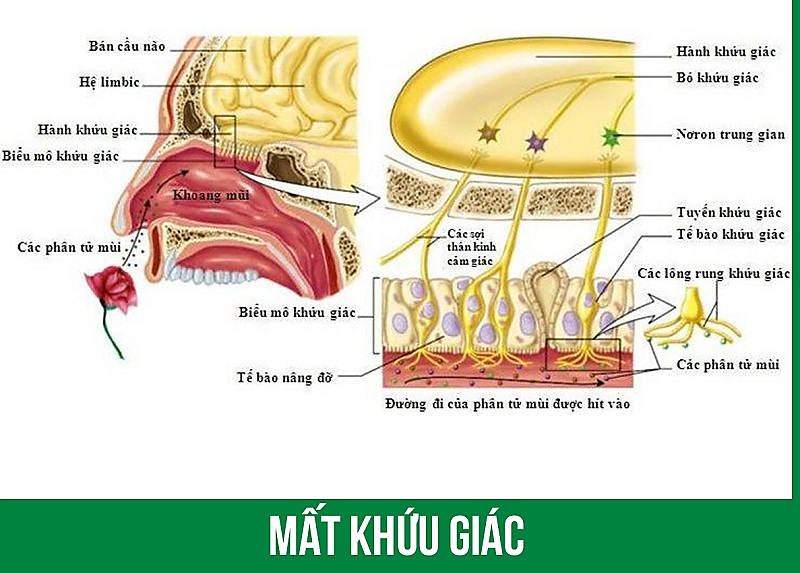 Bán cầu não
Hệ limbic
Hành khứu giác
Biểu mô khứu giác
Khoang mũi
Các phân tử mùi
Hành khứu giác
Bó khứu giác
Nơron trung gian
Tuyến khứu giác
Tế bào khứu giác
Các lông rung khứu giác
Các sợi
thần kinh
cảm giác
Biểu mô khứu giác
Tế bào nâng đỡ
Các phân tử mùi
Đường đi của phân tử mùi được hít vào
MẤT KHỨU GIÁC